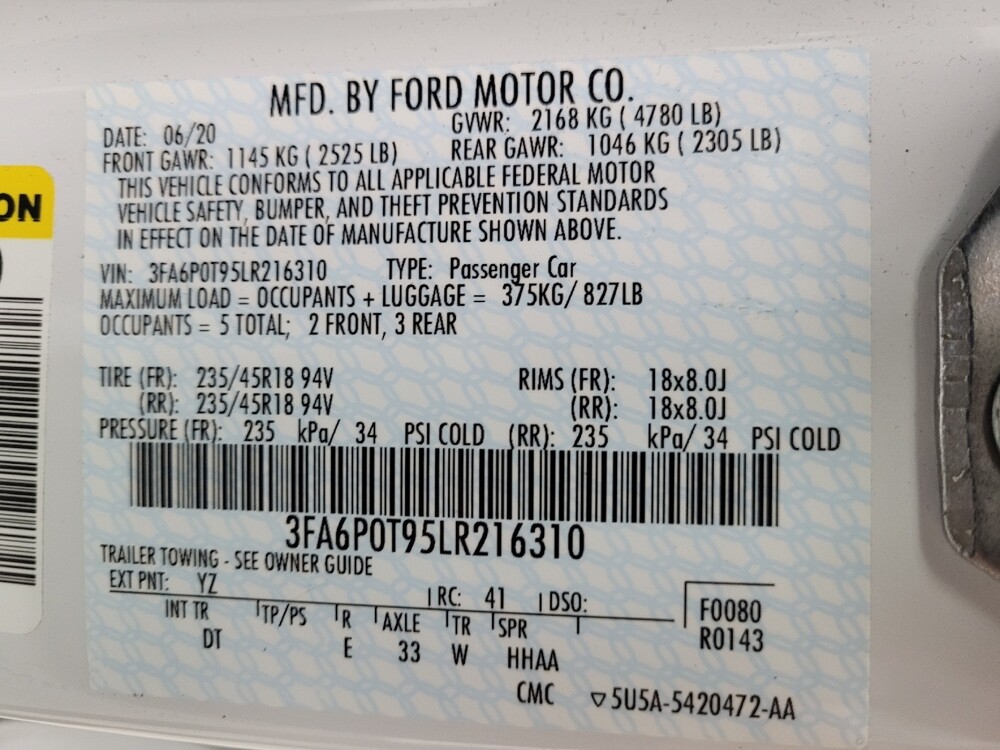 MFD. BY FORD MOTOR CO.
DATE: 06/20 GVWR: 2168 KG ( 4780 LB)
FRONT GAWR: 1145 KG ( 2525 LB) REAR GAWR: 1046 KG ( 2305 LB)
THIS VEHICLE CONFORMS TO ALL APPLICABLE FEDERAL MOTOR
VEHICLE SAFETY, BUMPER, AND THEFT PREVENTION STANDARDS
IN EFFECT ON THE DATE OF MANUFACTURE SHOWN ABOVE.
VIN: 3FA6P0T95LR216310 TYPE: Passenger Car
MAXIMUM LOAD = OCCUPANTS + LUGGAGE = 375KG/ 827LB
OCCUPANTS = 5 TOTAL; 2 FRONT, 3 REAR
TIRE (FR): 235/45R18 94V RIMS (FR): 18x8.0J
(RR): 235/45R18 94V (RR): 18x8.0J
PRESSURE (FR): 235 kPa/ 34 PSI COLD (RR): 235 kPa/ 34 PSI COLD
3FA6P0T95LR216310
TRAILER TOWING - SEE OWNER GUIDE
EXT PNT: YZ RC: 41 DSO: F0080
INT TR TP/PS R AXLE TR SPR R0143
DT E 33 W HHAA
CMC ▽5U5A-5420472-AA
ON